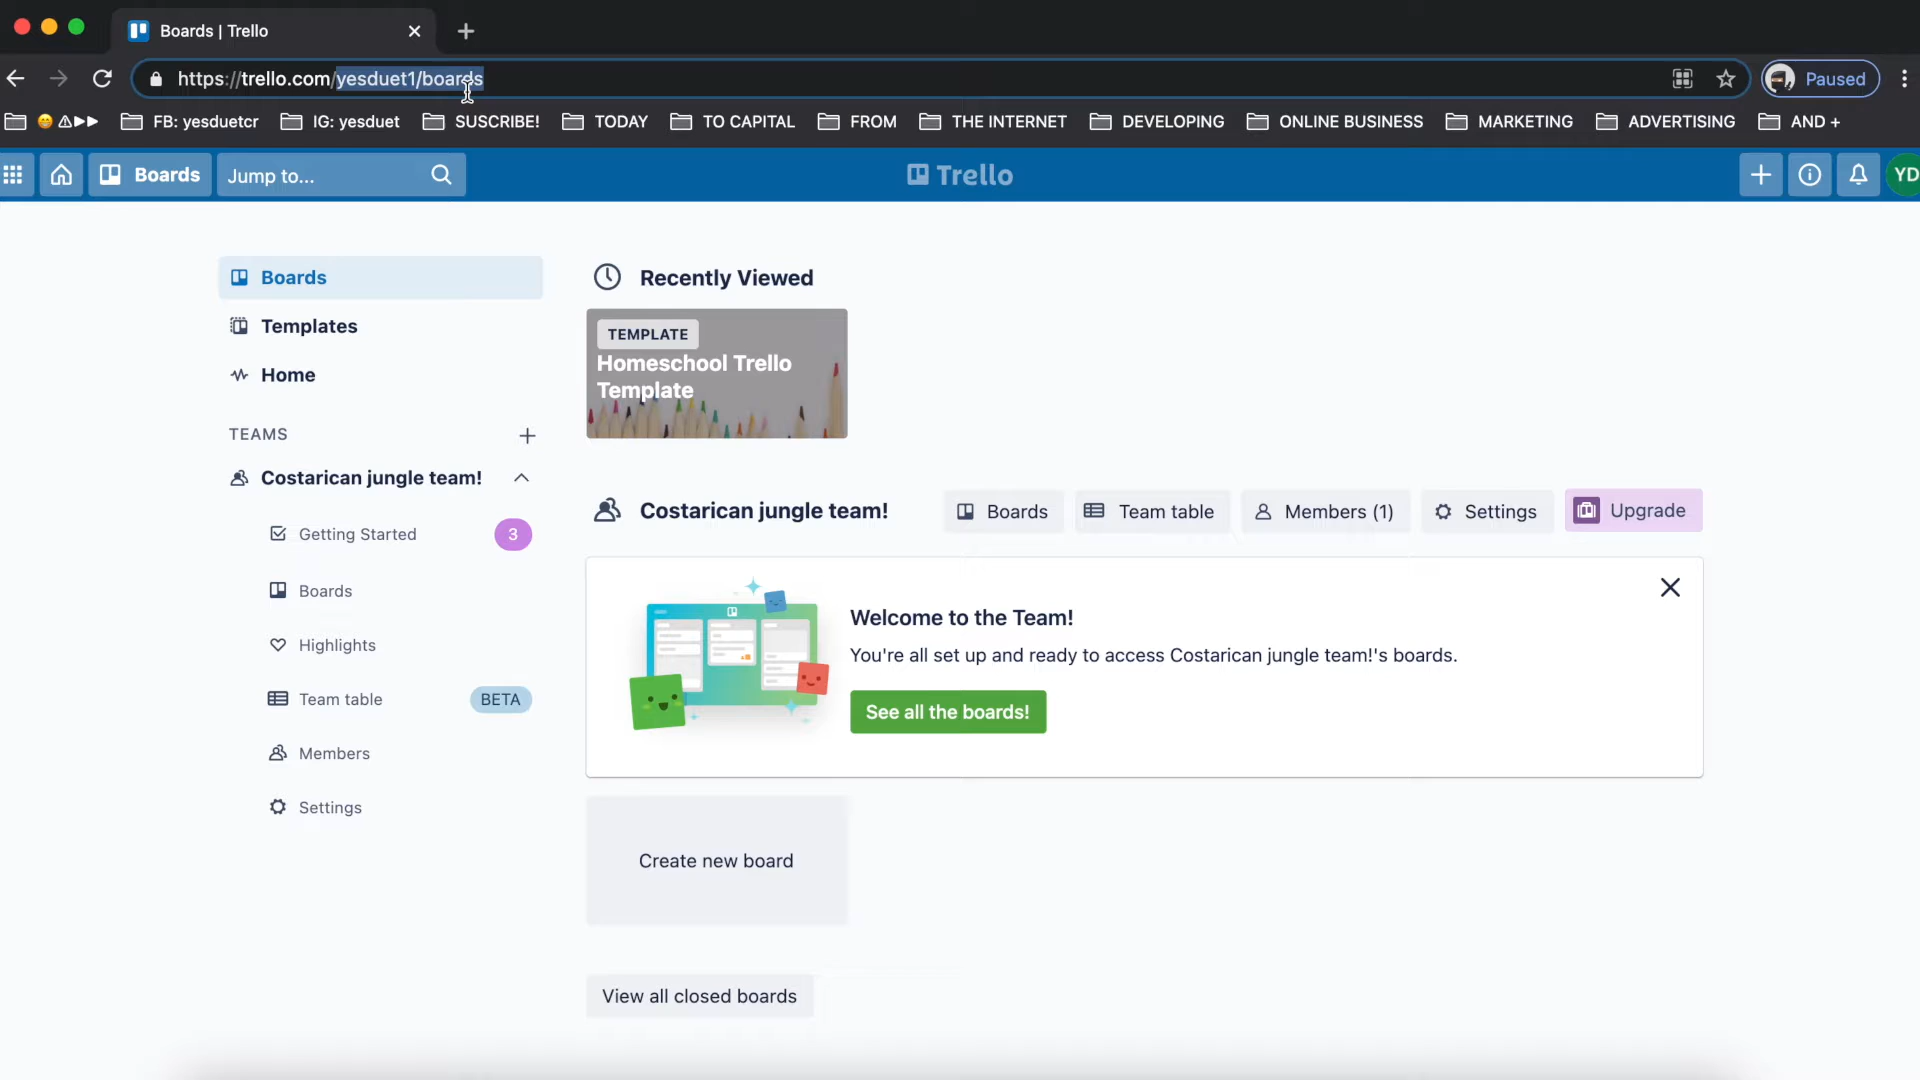 Boards | Trello
https://trello.com/yesduet1/boards
Paused
FB: yesduetcr
IG: yesduet
SUSCRIBE!
TODAY
TO CAPITAL
FROM
THE INTERNET
DEVELOPING
ONLINE BUSINESS
MARKETING
ADVERTISING
AND +
Boards
Jump to...
Trello
YD
Boards
Templates
Home
TEAMS
Costarican jungle team!
Getting Started
3
Boards
Highlights
Team table
BETA
Members
Settings
Recently Viewed
TEMPLATE
Homeschool Trello
Template
Costarican jungle team!
Boards
Team table
Members (1)
Settings
Upgrade
Welcome to the Team!
You're all set up and ready to access Costarican jungle team!'s boards.
See all the boards!
Create new board
View all closed boards